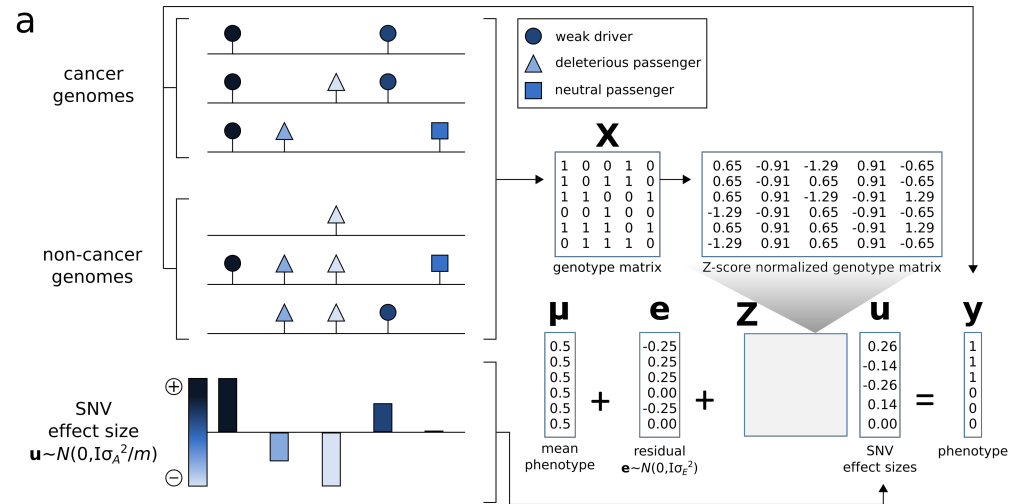 a
cancer
genomes
weak driver
deleterious passenger
neutral passenger
X
1 0 0 1 0
1 0 1 1 0
1 1 0 0 1
0 0 1 0 0
1 1 1 0 1
0 1 1 1 0
genotype matrix
0.65 -0.91 -1.29 0.91 -0.65
0.65 -0.91 0.65 0.91 -0.65
0.65 0.91 -1.29 -0.91 1.29
-1.29 -0.91 0.65 -0.91 -0.65
0.65 0.91 0.65 -0.91 1.29
-1.29 0.91 0.65 0.91 -0.65
Z-score normalized genotype matrix
non-cancer
genomes
μ
0.5
0.5
0.5
0.5
0.5
0.5
mean
phenotype
+
e
-0.25
0.25
0.25
0.00
-0.25
0.00
residual
e~N(0,Iσ_E²)
+
Z
u
0.26
-0.14
-0.26
0.14
0.00
SNV
effect sizes
=
y
1
1
1
0
0
0
phenotype
+
SNV
effect size
u~N(0,Iσ_A²/m)
−